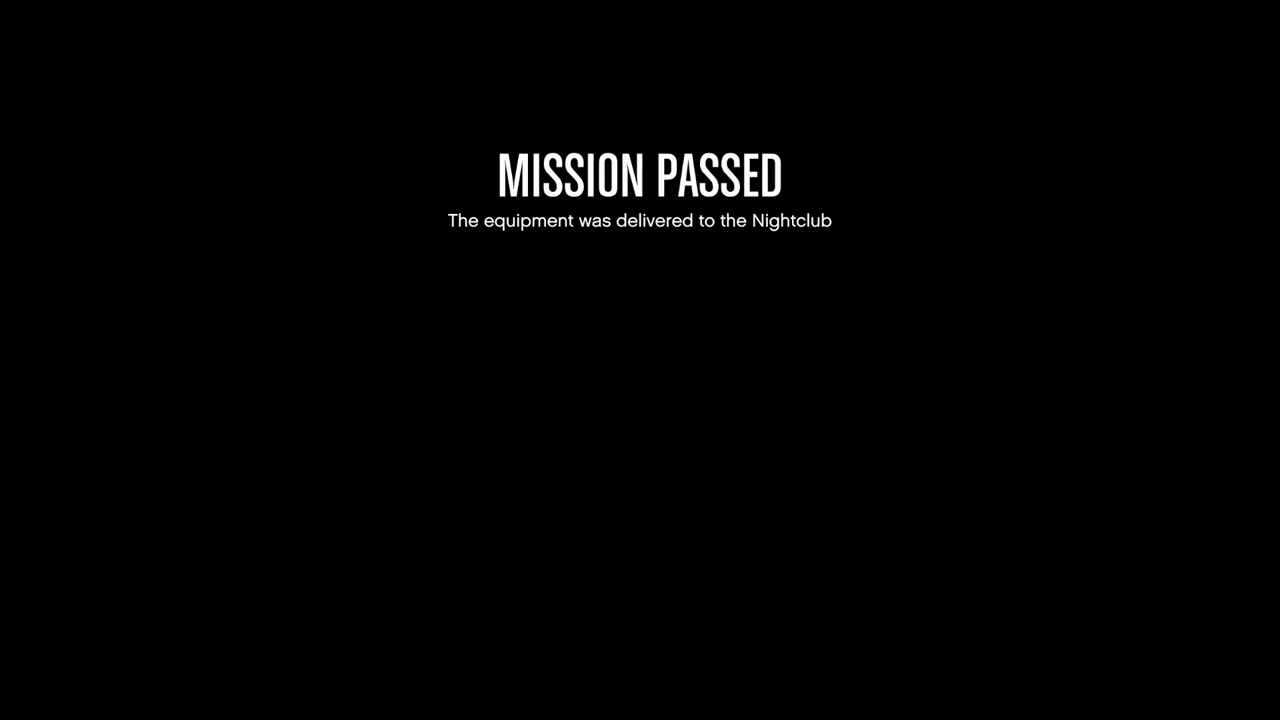 MISSION PASSED
The equipment was delivered to the Nightclub